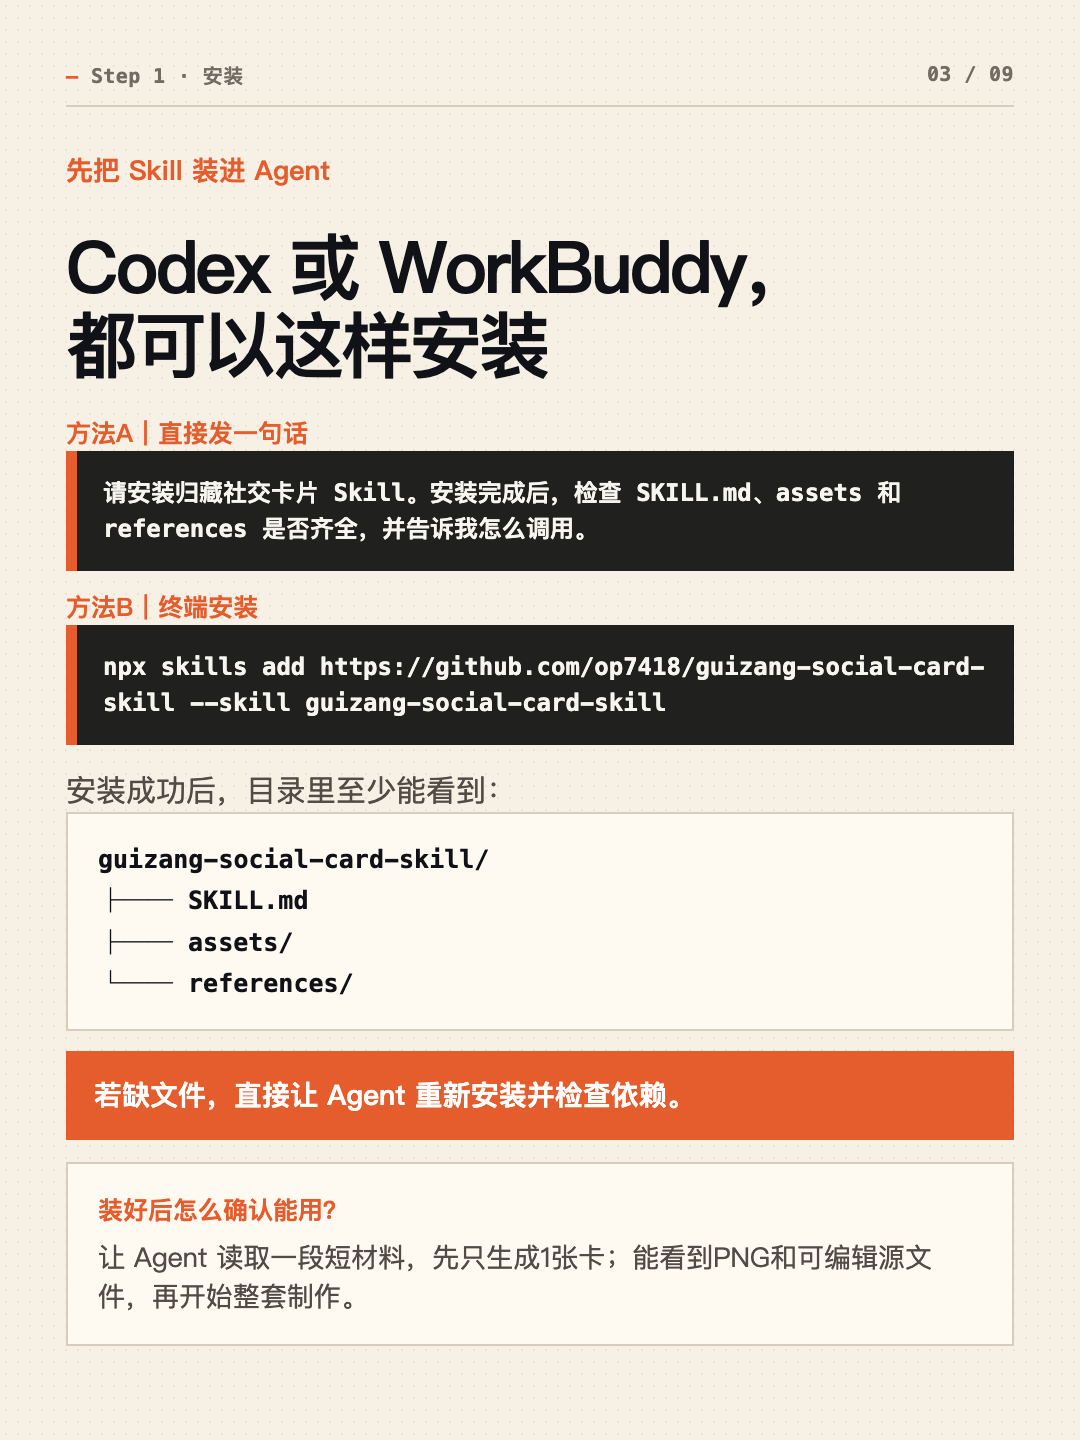 — Step 1 · 安装
03 / 09
先把 Skill 装进 Agent
Codex 或 WorkBuddy，
都可以这样安装
方法A｜直接发一句话
请安装归藏社交卡片 Skill。安装完成后，检查 SKILL.md、assets 和
references 是否齐全，并告诉我怎么调用。
方法B｜终端安装
npx skills add https://github.com/op7418/guizang-social-card-
skill --skill guizang-social-card-skill
安装成功后，目录里至少能看到：
guizang-social-card-skill/
├── SKILL.md
├── assets/
└── references/
若缺文件，直接让 Agent 重新安装并检查依赖。
装好后怎么确认能用？
让 Agent 读取一段短材料，先只生成1张卡；能看到PNG和可编辑源文
件，再开始整套制作。